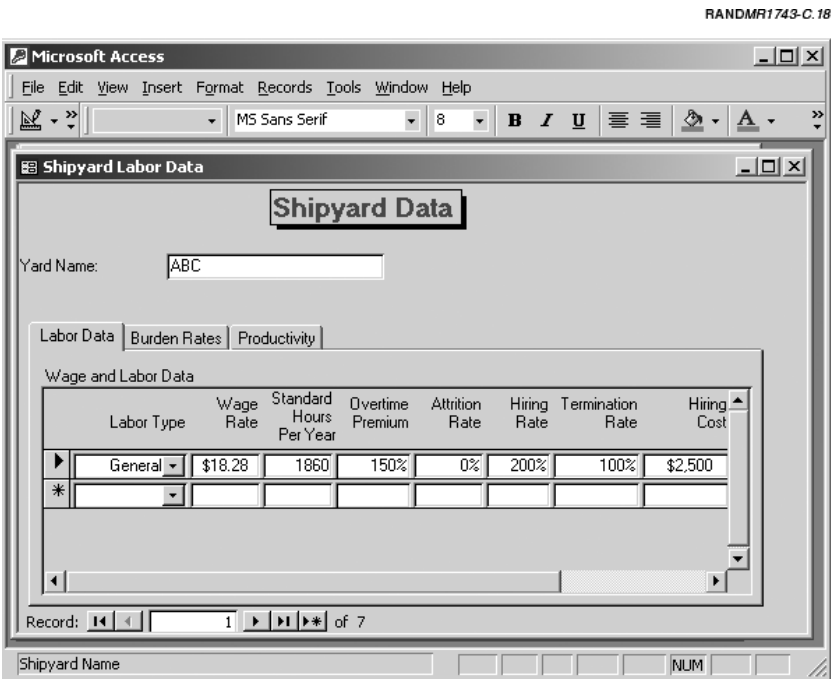 RANDMR1743-C.18
Microsoft Access
File Edit View Insert Format Records Tools Window Help
MS Sans Serif 8 B I U A
Shipyard Labor Data
Shipyard Data
Yard Name: ABC
Labor Data Burden Rates Productivity
Wage and Labor Data
Labor Type Wage Rate Standard Hours Per Year Overtime Premium Attrition Rate Hiring Rate Termination Rate Hiring Cost
General $18.28 1860 150% 0% 200% 100% $2,500
Record: 1 of 7
Shipyard Name NUM